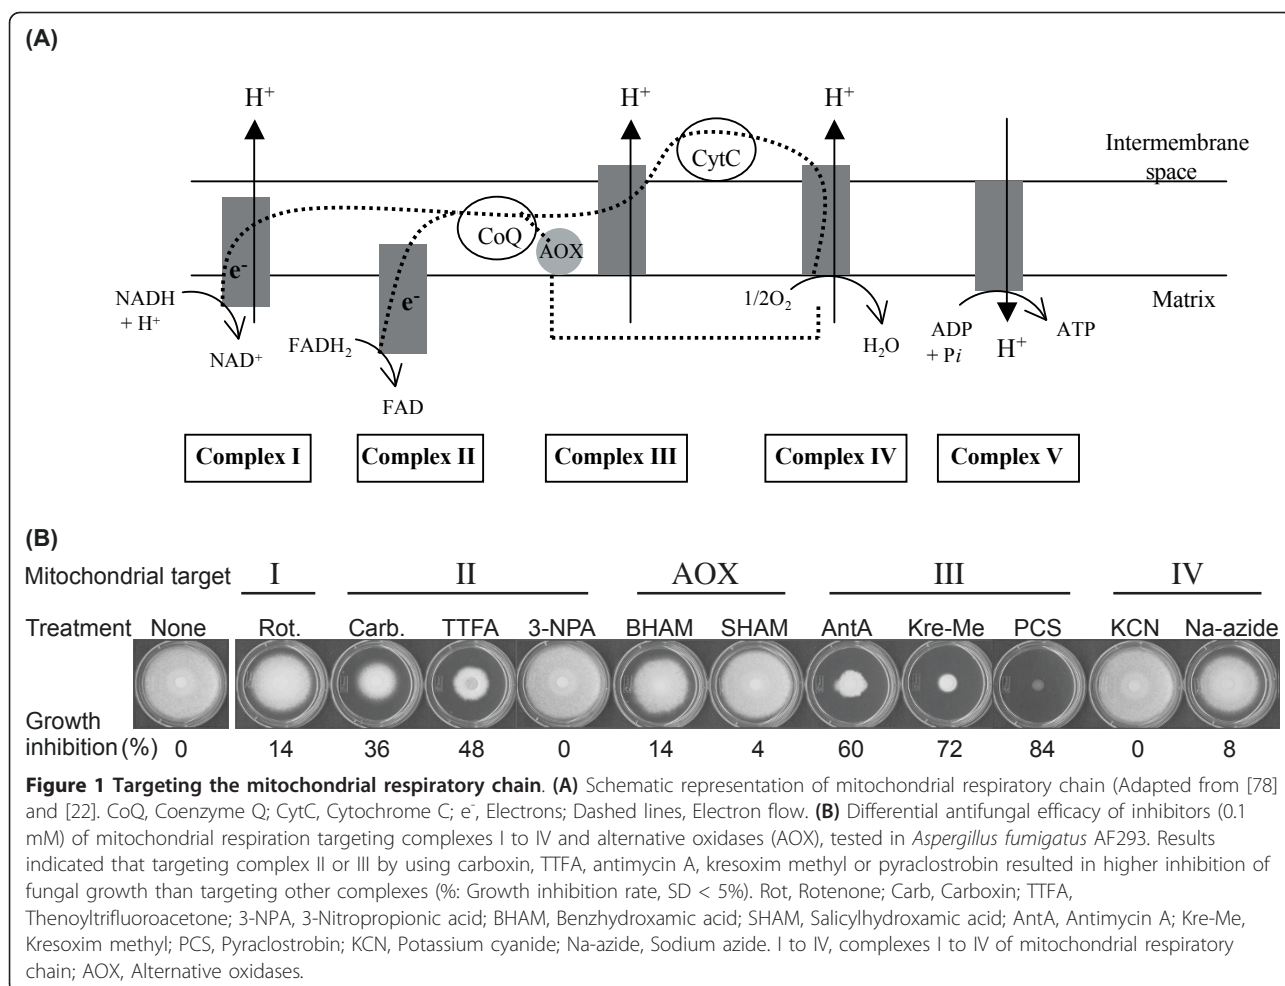 (A)
H⁺ H⁺ H⁺
CytC
Intermembrane
space
CoQ
AOX
e⁻
e⁻
NADH
+ H⁺
NAD⁺
FADH₂
FAD
1/2O₂
H₂O
ADP
+ Pi
H⁺
ATP
Matrix
Complex I Complex II Complex III Complex IV Complex V
(B)
Mitochondrial target I II AOX III IV
Treatment None Rot. Carb. TTFA 3-NPA BHAM SHAM AntA Kre-Me PCS KCN Na-azide
Growth
inhibition (%) 0 14 36 48 0 14 4 60 72 84 0 8
Figure 1 Targeting the mitochondrial respiratory chain. (A) Schematic representation of mitochondrial respiratory chain (Adapted from [78]
and [22]. CoQ, Coenzyme Q; CytC, Cytochrome C; e⁻, Electrons; Dashed lines, Electron flow. (B) Differential antifungal efficacy of inhibitors (0.1
mM) of mitochondrial respiration targeting complexes I to IV and alternative oxidases (AOX), tested in Aspergillus fumigatus AF293. Results
indicated that targeting complex II or III by using carboxin, TTFA, antimycin A, kresoxim methyl or pyraclostrobin resulted in higher inhibition of
fungal growth than targeting other complexes (%: Growth inhibition rate, SD < 5%). Rot, Rotenone; Carb, Carboxin; TTFA,
Thenoyltrifluoroacetone; 3-NPA, 3-Nitropropionic acid; BHAM, Benzhydroxamic acid; SHAM, Salicylhydroxamic acid; AntA, Antimycin A; Kre-Me,
Kresoxim methyl; PCS, Pyraclostrobin; KCN, Potassium cyanide; Na-azide, Sodium azide. I to IV, complexes I to IV of mitochondrial respiratory
chain; AOX, Alternative oxidases.